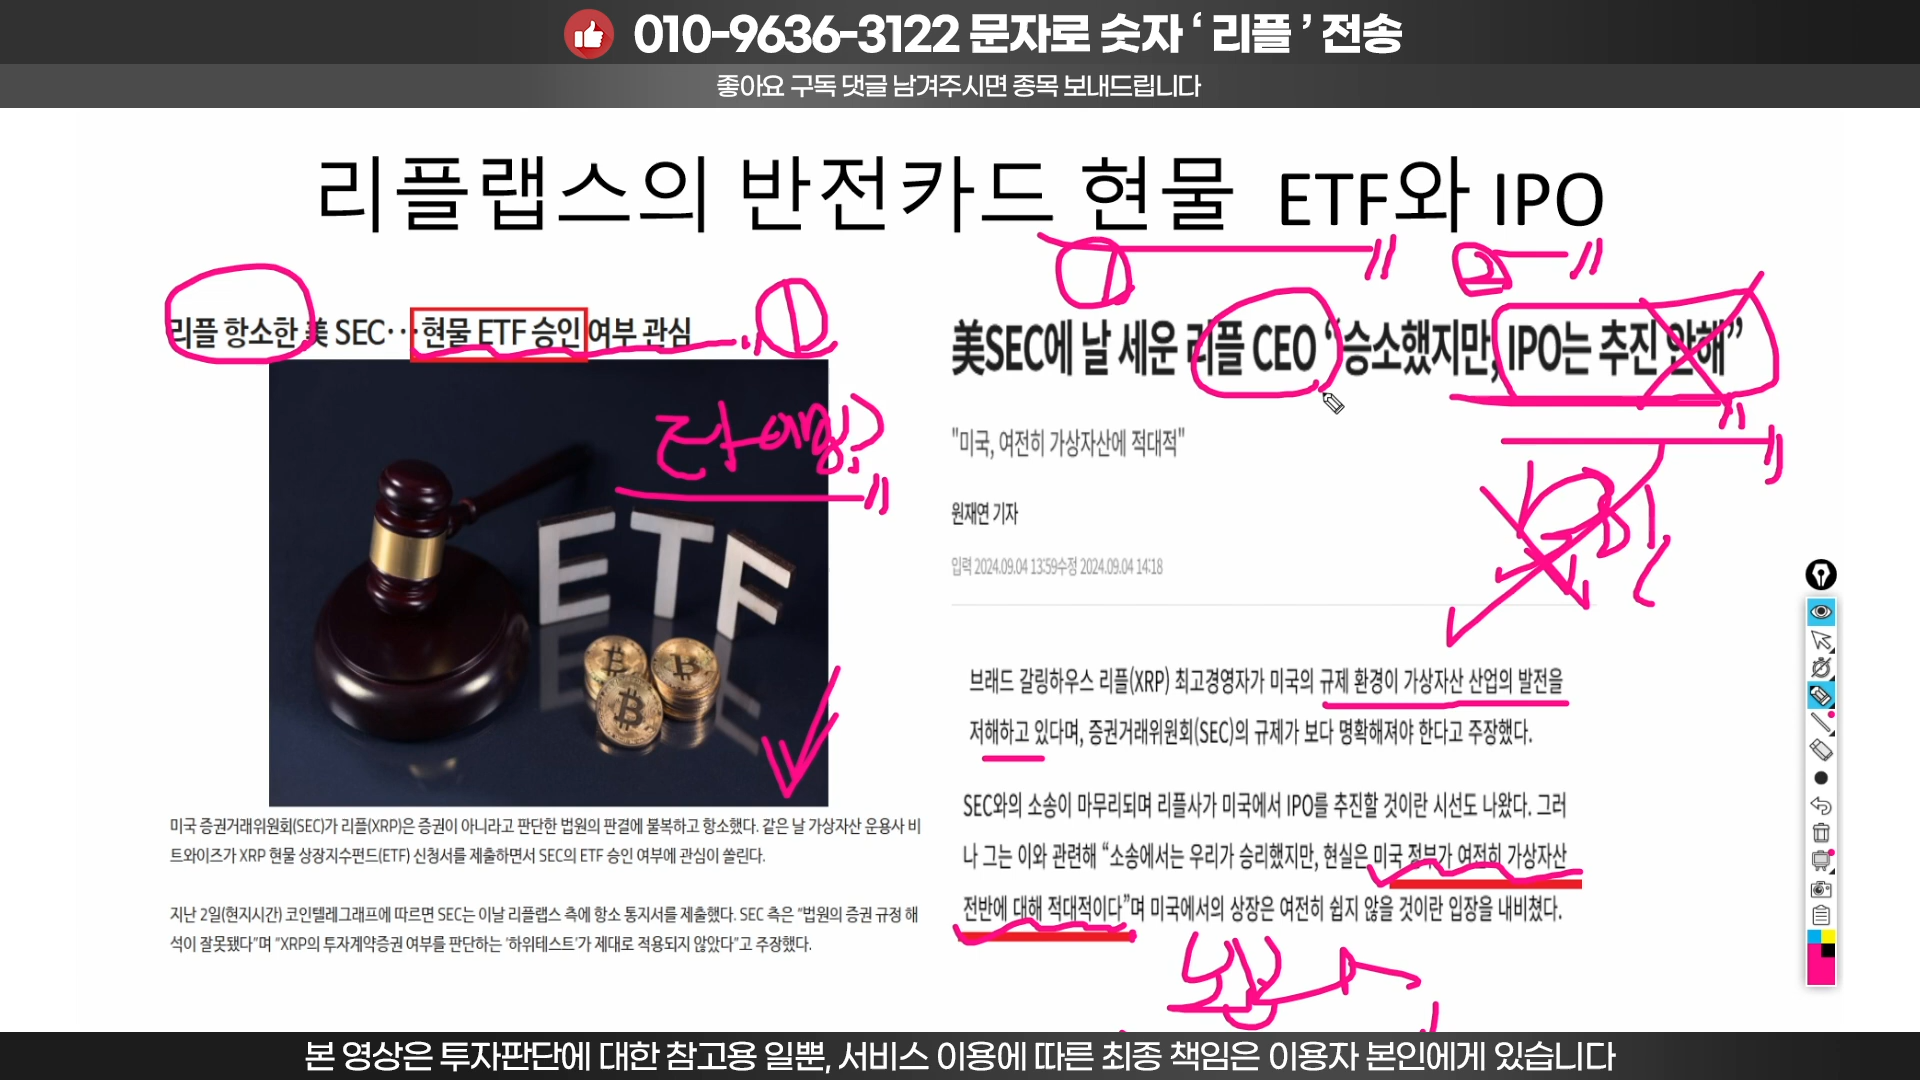 010-9636-3122 문자로 숫자 ‘ 리플 ’ 전송
좋아요 구독 댓글 남겨주시면 종목 보내드립니다
리플랩스의 반전카드 현물 ETF와 IPO
리플 항소한 美 SEC… 현물 ETF 승인 여부 관심
ETF
미국 증권거래위원회(SEC)가 리플(XRP)은 증권이 아니라고 판단한 법원의 판결에 불복하고 항소했다. 같은 날 가상자산 운용사 비
트와이즈가 XRP 현물 상장지수펀드(ETF) 신청서를 제출하면서 SEC의 ETF 승인 여부에 관심이 쏠린다.
지난 2일(현지시간) 코인텔레그래프에 따르면 SEC는 이날 리플랩스 측에 항소 통지서를 제출했다. SEC 측은 "법원의 증권 규정 해
석이 잘못됐다"며 "XRP의 투자계약증권 여부를 판단하는 '하위테스트'가 제대로 적용되지 않았다"고 주장했다.
美SEC에 날 세운 리플 CEO “승소했지만, IPO는 추진 안해”
"미국, 여전히 가상자산에 적대적"
원재연 기자
입력 2024.09.04 13:59수정 2024.09.04 14:18
브래드 갈링하우스 리플(XRP) 최고경영자가 미국의 규제 환경이 가상자산 산업의 발전을
저해하고 있다며, 증권거래위원회(SEC)의 규제가 보다 명확해져야 한다고 주장했다.
SEC와의 소송이 마무리되며 리플사가 미국에서 IPO를 추진할 것이란 시선도 나왔다. 그러
나 그는 이와 관련해 “소송에서는 우리가 승리했지만, 현실은 미국 정부가 여전히 가상자산
전반에 대해 적대적이다”며 미국에서의 상장은 여전히 쉽지 않을 것이란 입장을 내비쳤다.
본 영상은 투자판단에 대한 참고용 일뿐, 서비스 이용에 따른 최종 책임은 이용자 본인에게 있습니다